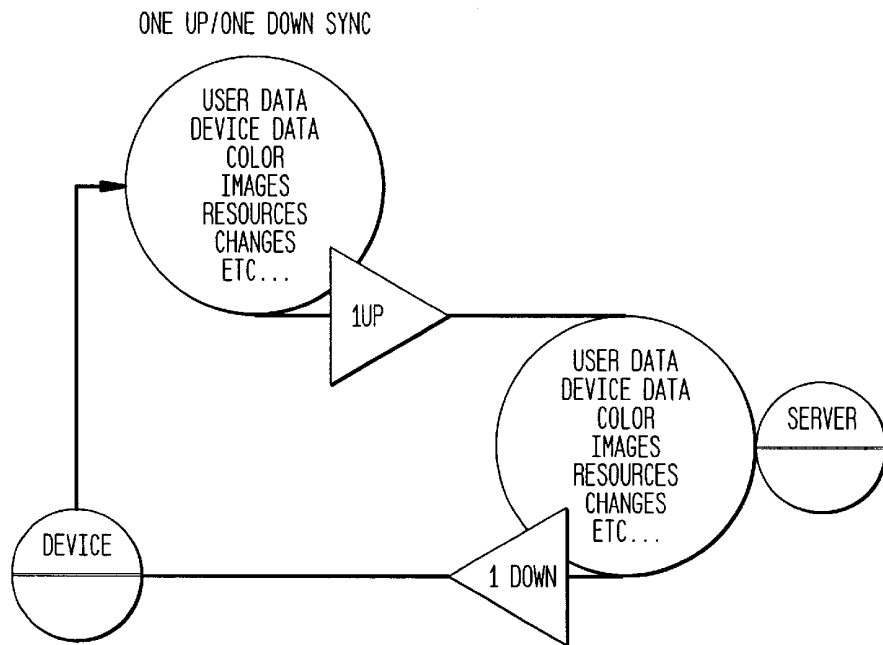 ONE UP/ONE DOWN SYNC
USER DATA
DEVICE DATA
COLOR
IMAGES
RESOURCES
CHANGES
ETC...
1UP
USER DATA
DEVICE DATA
COLOR
IMAGES
RESOURCES
CHANGES
ETC...
SERVER
DEVICE
1 DOWN